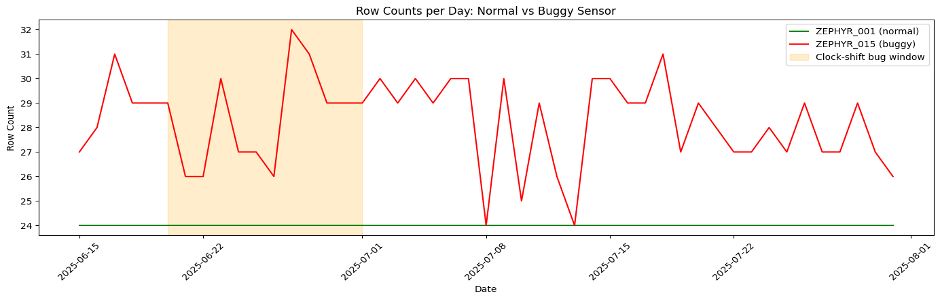 Row Counts per Day: Normal vs Buggy Sensor
ZEPHYR_001 (normal)
ZEPHYR_015 (buggy)
Clock-shift bug window
Row Count
32
31
30
29
28
27
26
25
24
2025-06-15
2025-06-22
2025-07-01
2025-07-08
2025-07-15
2025-07-22
2025-08-01
Date